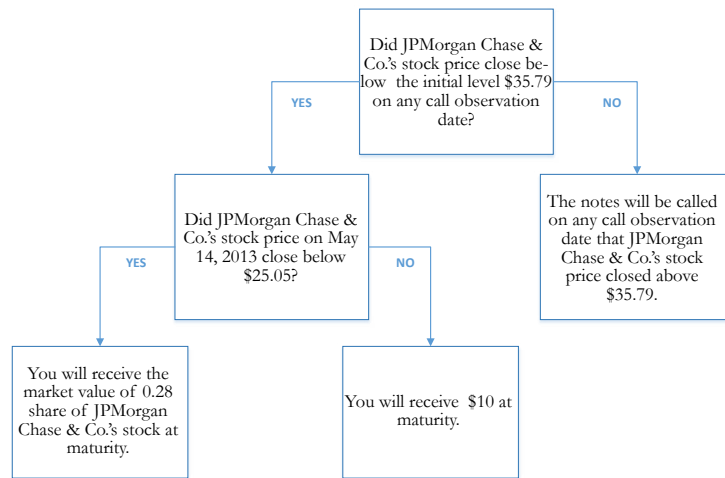 Did JPMorgan Chase &
Co.'s stock price close be-
low the initial level $35.79
on any call observation
date?
YES
NO
Did JPMorgan Chase &
Co.'s stock price on May
14, 2013 close below
$25.05?
The notes will be called
on any call observation
date that JPMorgan
Chase & Co.'s stock
price closed above
$35.79.
YES
NO
You will receive the
market value of 0.28
share of JPMorgan
Chase & Co.'s stock at
maturity.
You will receive $10 at
maturity.